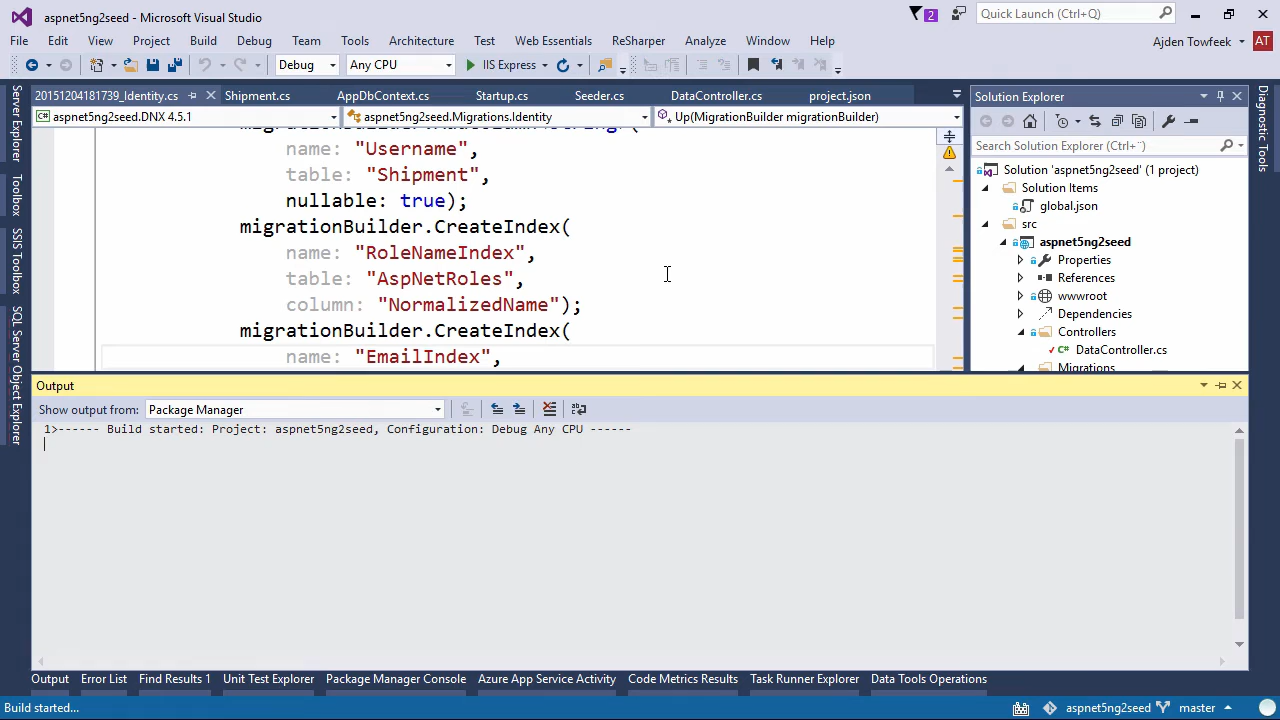 aspnet5ng2seed - Microsoft Visual Studio
2
Quick Launch (Ctrl+Q)
File Edit View Project Build Debug Team Tools Architecture Test Web Essentials ReSharper Analyze Window Help
Ajden Towfeek
AT
Debug
Any CPU
IIS Express
Server Explorer
Toolbox
SSIS Toolbox
SQL Server Object Explorer
20151204181739_Identity.cs
Shipment.cs
AppDbContext.cs
Startup.cs
Seeder.cs
DataController.cs
project.json
aspnet5ng2seed.DNX 4.5.1
aspnet5ng2seed.Migrations.Identity
Up(MigrationBuilder migrationBuilder)
name: "Username",
table: "Shipment",
nullable: true);
migrationBuilder.CreateIndex(
name: "RoleNameIndex",
table: "AspNetRoles",
column: "NormalizedName");
migrationBuilder.CreateIndex(
name: "EmailIndex",
Solution Explorer
Search Solution Explorer (Ctrl+¨)
Solution 'aspnet5ng2seed' (1 project)
Solution Items
global.json
src
aspnet5ng2seed
Properties
References
wwwroot
Dependencies
Controllers
DataController.cs
Migrations
Diagnostic Tools
Output
Show output from: Package Manager
1>------ Build started: Project: aspnet5ng2seed, Configuration: Debug Any CPU ------
Output Error List Find Results 1 Unit Test Explorer Package Manager Console Azure App Service Activity Code Metrics Results Task Runner Explorer Data Tools Operations
Build started...
aspnet5ng2seed
master